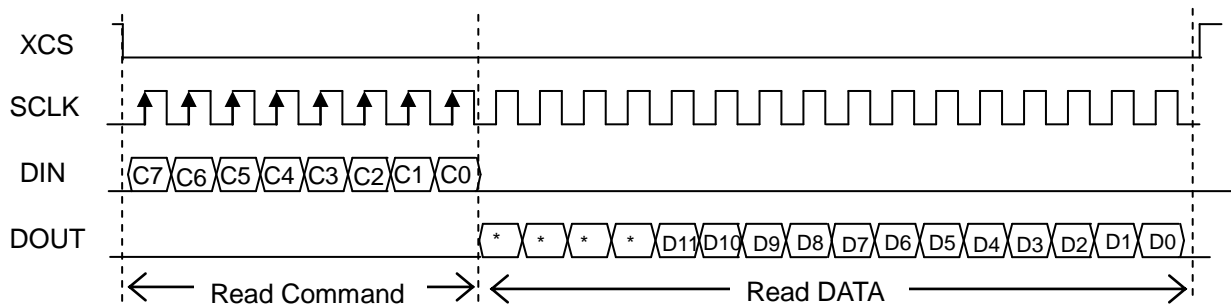 XCS
SCLK
DIN
C7 C6 C5 C4 C3 C2 C1 C0
DOUT
* * * * D11 D10 D9 D8 D7 D6 D5 D4 D3 D2 D1 D0
Read Command
Read DATA